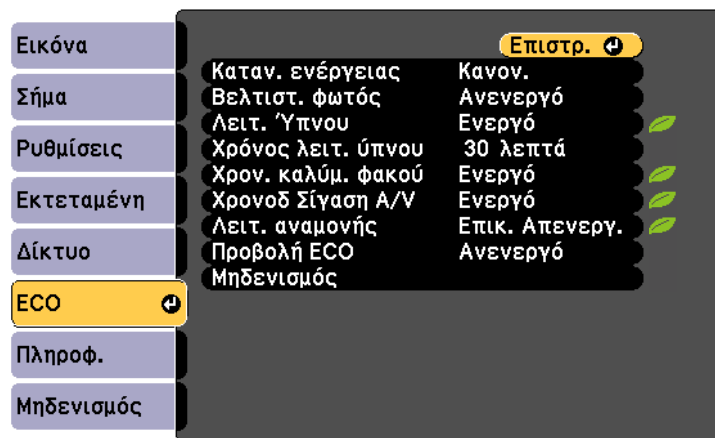 Εικόνα
Σήμα
Ρυθμίσεις
Εκτεταμένη
Δίκτυο
ECO
Πληροφ.
Μηδενισμός
Επιστρ.
Καταν. ενέργειας Κανον.
Βελτιστ. φωτός Ανενεργό
Λειτ. Ύπνου Ενεργό
Χρόνος λειτ. ύπνου 30 λεπτά
Χρον. καλύμ. φακού Ενεργό
Χρονοδ Σίγαση A/V Ενεργό
Λειτ. αναμονής Επικ. Απενεργ.
Προβολή ECO Ανενεργό
Μηδενισμός